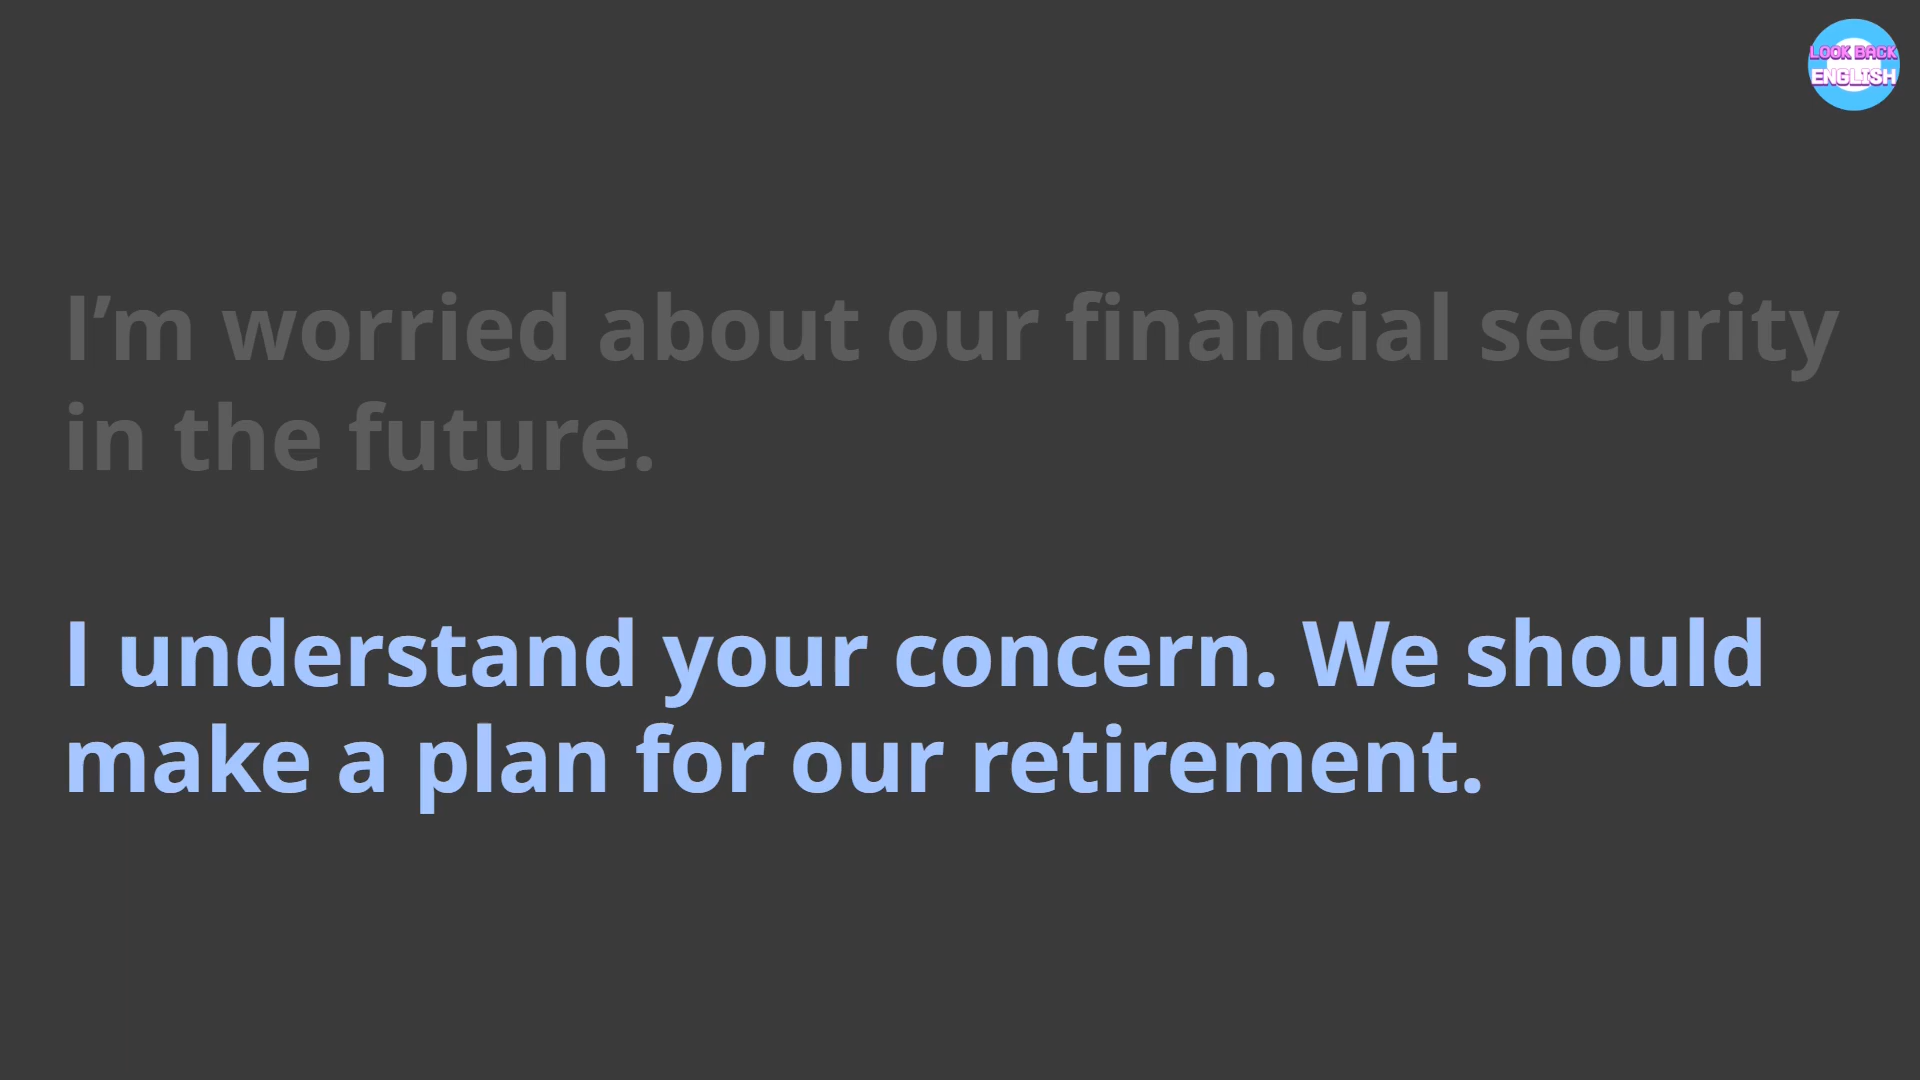 LOOK BACK
ENGLISH
I’m worried about our financial security
in the future.
I understand your concern. We should
make a plan for our retirement.